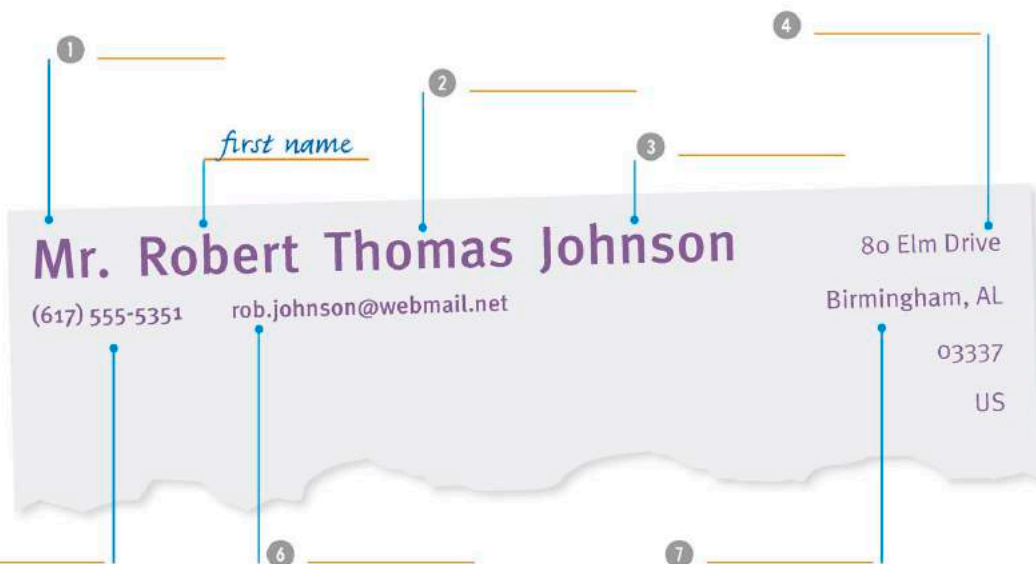 1
4
2
first name
3
Mr. Robert Thomas Johnson
80 Elm Drive
(617) 555-5351
rob.johnson@webmail.net
Birmingham, AL
03337
US
6
7